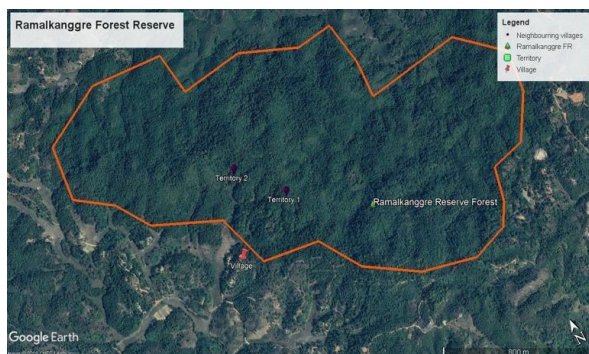 Ramalkanggre Forest Reserve
Legend
Neighbouring villages
Ramalkanggre FR
Territory
Village
Territory 2
Territory 1
Ramalkanggre Reserve Forest
Village
Google Earth
N
800 m